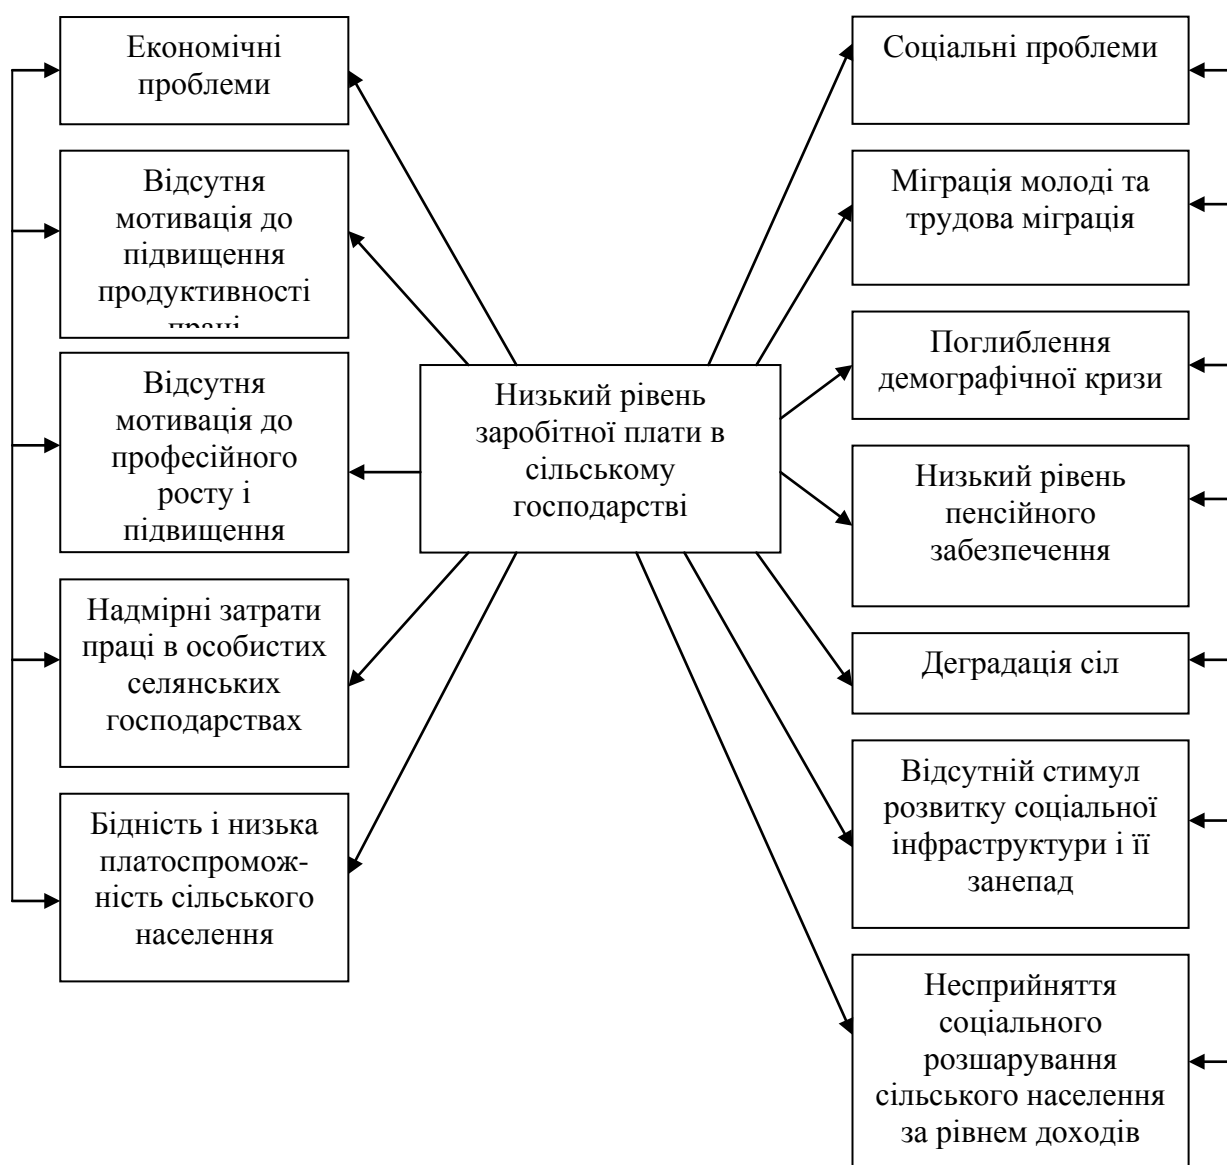 Економічні
проблеми
Відсутня
мотивація до
підвищення
продуктивності
праці
Відсутня
мотивація до
професійного
росту і
підвищення
Надмірні затрати
праці в особистих
селянських
господарствах
Бідність і низька
платоспромож-
ність сільського
населення
Низький рівень
заробітної плати в
сільському
господарстві
Соціальні проблеми
Міграція молоді та
трудова міграція
Поглиблення
демографічної кризи
Низький рівень
пенсійного
забезпечення
Деградація сіл
Відсутній стимул
розвитку соціальної
інфраструктури і її
занепад
Несприйняття
соціального
розшарування
сільського населення
за рівнем доходів